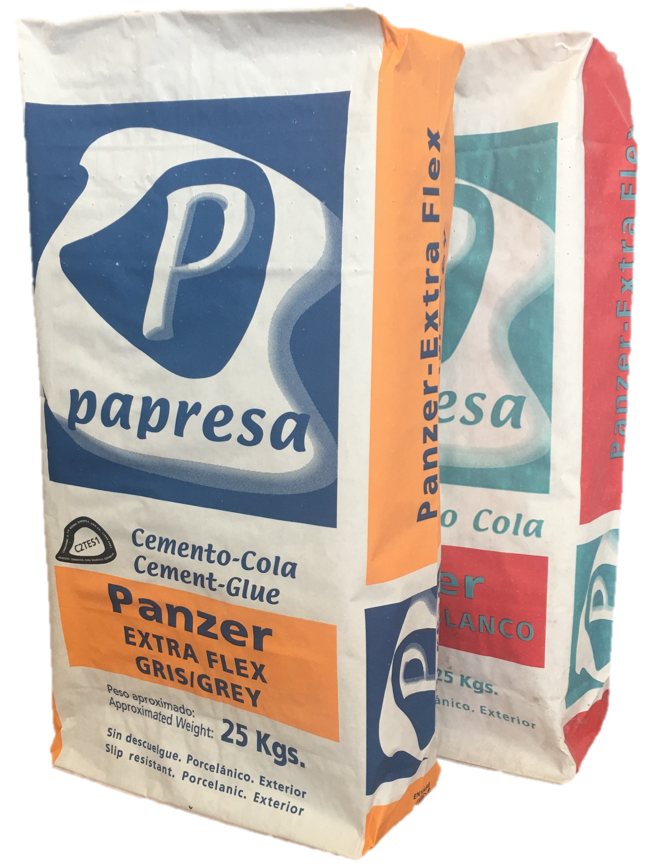 P
papresa
C2TES1
Cemento-Cola
Cement-Glue
Panzer
EXTRA FLEX
GRIS/GREY
Peso aproximado:
Approximated Weight: 25 Kgs.
Sin descuelgue. Porcelánico. Exterior
Slip resistant. Porcelanic. Exterior
Panzer-Extra Flex
P
esa
o Cola
er
LANCO
25 Kgs.
ánico. Exterior
Panzer-Extra Flex
P